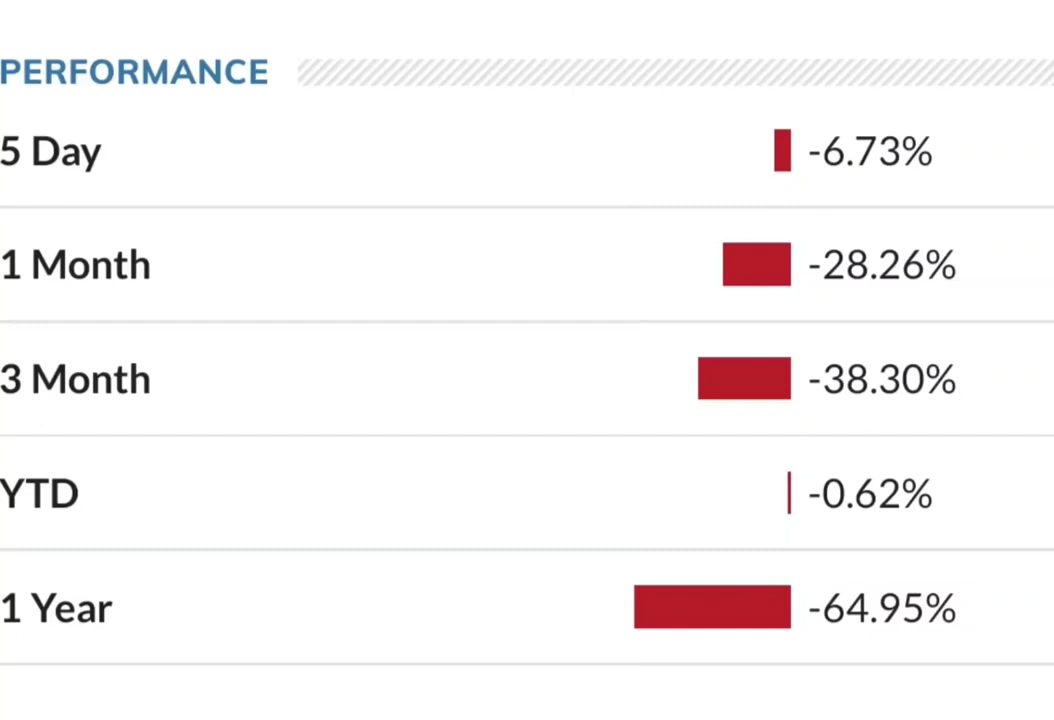 PERFORMANCE
5 Day -6.73%
1 Month -28.26%
3 Month -38.30%
YTD -0.62%
1 Year -64.95%